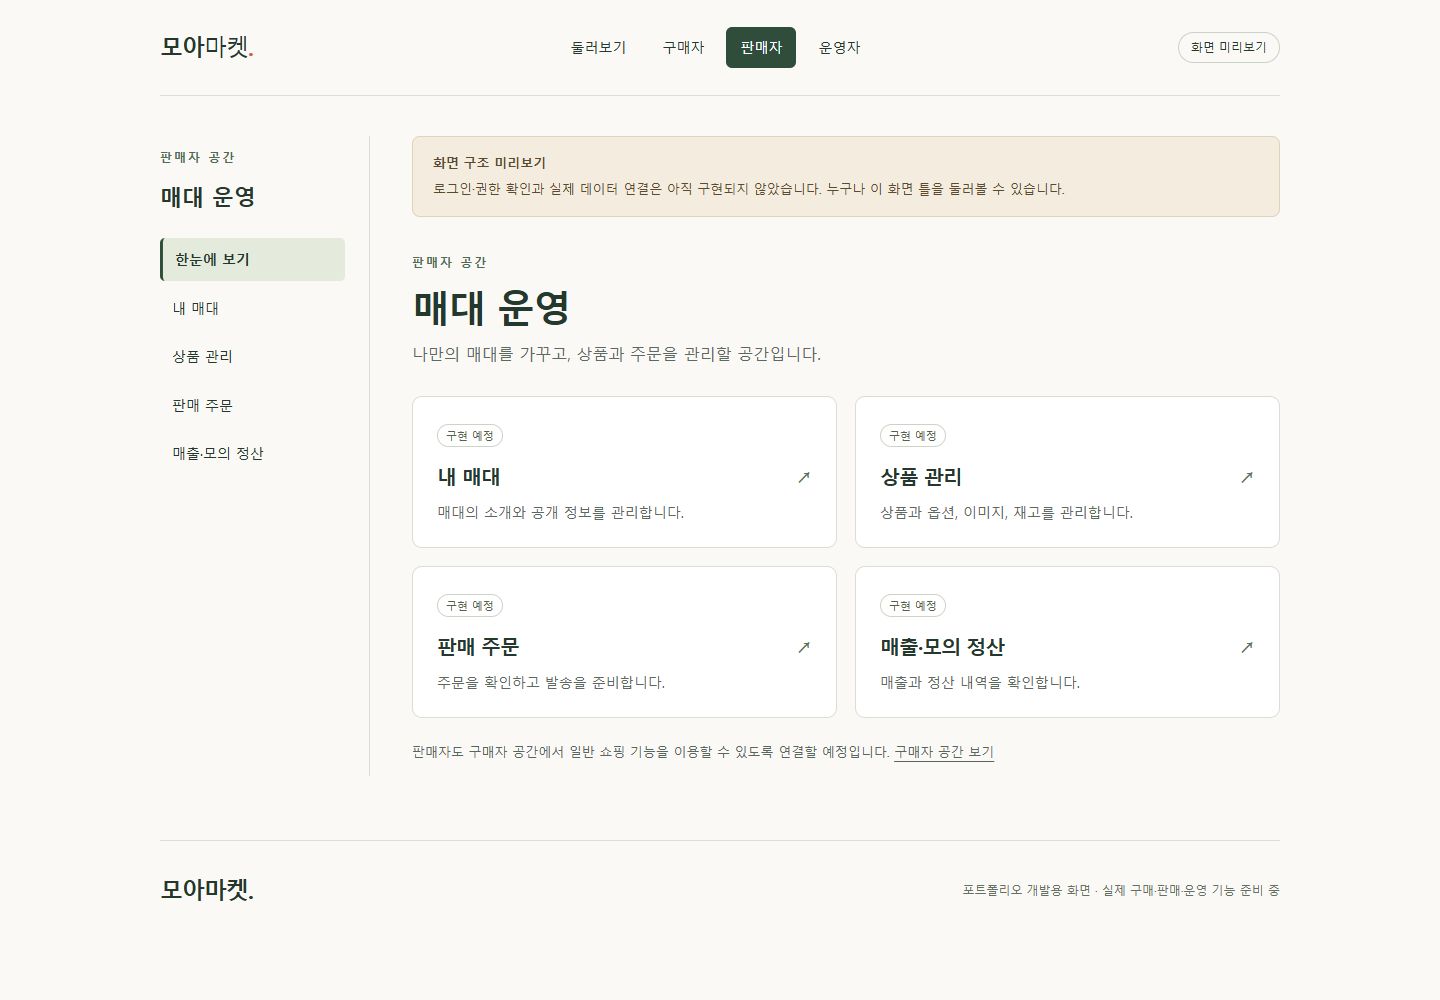 모아마켓.
둘러보기
구매자
판매자
운영자
화면 미리보기
판매자 공간
매대 운영
한눈에 보기
내 매대
상품 관리
판매 주문
매출·모의 정산
화면 구조 미리보기
로그인·권한 확인과 실제 데이터 연결은 아직 구현되지 않았습니다. 누구나 이 화면 틀을 둘러볼 수 있습니다.
판매자 공간
매대 운영
나만의 매대를 가꾸고, 상품과 주문을 관리할 공간입니다.
구현 예정
내 매대
매대의 소개와 공개 정보를 관리합니다.
구현 예정
상품 관리
상품과 옵션, 이미지, 재고를 관리합니다.
구현 예정
판매 주문
주문을 확인하고 발송을 준비합니다.
구현 예정
매출·모의 정산
매출과 정산 내역을 확인합니다.
판매자도 구매자 공간에서 일반 쇼핑 기능을 이용할 수 있도록 연결할 예정입니다. 구매자 공간 보기
모아마켓.
포트폴리오 개발용 화면 · 실제 구매·판매·운영 기능 준비 중